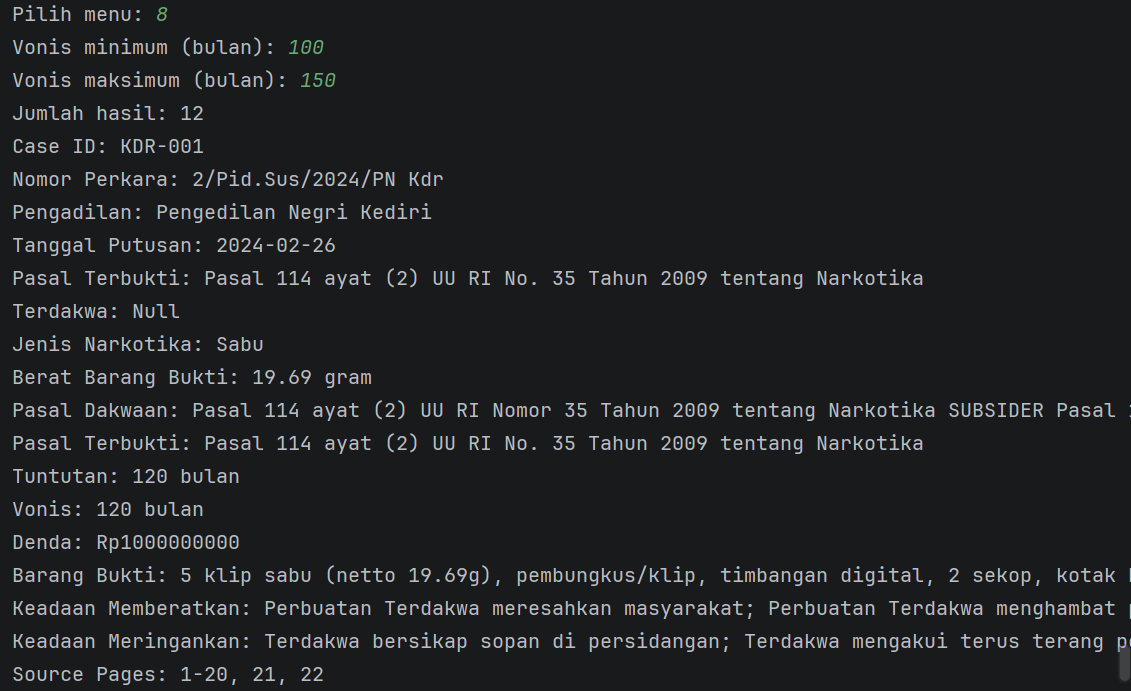 Pilih menu: 8
Vonis minimum (bulan): 100
Vonis maksimum (bulan): 150
Jumlah hasil: 12
Case ID: KDR-001
Nomor Perkara: 2/Pid.Sus/2024/PN Kdr
Pengadilan: Pengedilan Negri Kediri
Tanggal Putusan: 2024-02-26
Pasal Terbukti: Pasal 114 ayat (2) UU RI No. 35 Tahun 2009 tentang Narkotika
Terdakwa: Null
Jenis Narkotika: Sabu
Berat Barang Bukti: 19.69 gram
Pasal Dakwaan: Pasal 114 ayat (2) UU RI Nomor 35 Tahun 2009 tentang Narkotika SUBSIDER Pasal
Pasal Terbukti: Pasal 114 ayat (2) UU RI No. 35 Tahun 2009 tentang Narkotika
Tuntutan: 120 bulan
Vonis: 120 bulan
Denda: Rp1000000000
Barang Bukti: 5 klip sabu (netto 19.69g), pembungkus/klip, timbangan digital, 2 sekop, kotak
Keadaan Memberatkan: Perbuatan Terdakwa meresahkan masyarakat; Perbuatan Terdakwa menghambat
Keadaan Meringankan: Terdakwa bersikap sopan di persidangan; Terdakwa mengakui terus terang
Source Pages: 1-20, 21, 22